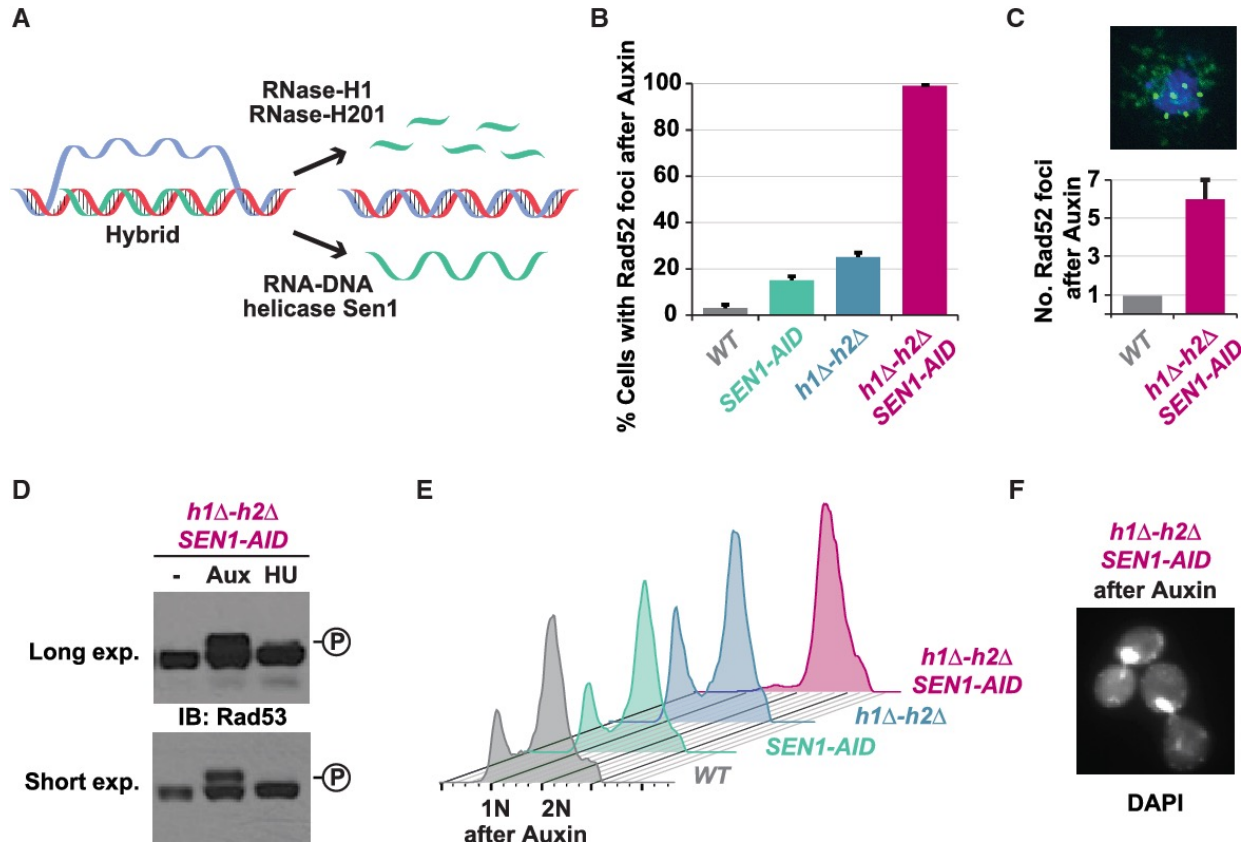 A
RNase-H1
RNase-H201
Hybrid
RNA-DNA
helicase Sen1
B
% Cells with Rad52 foci after Auxin
100
80
60
40
20
0
WT
SEN1-AID
h1Δ-h2Δ
h1Δ-h2Δ
SEN1-AID
C
No. Rad52 foci
after Auxin
7
5
3
1
WT
h1Δ-h2Δ
SEN1-AID
D
h1Δ-h2Δ
SEN1-AID
- Aux HU
Long exp.
P
IB: Rad53
Short exp.
P
E
h1Δ-h2Δ
SEN1-AID
h1Δ-h2Δ
SEN1-AID
WT
1N 2N
after Auxin
F
h1Δ-h2Δ
SEN1-AID
after Auxin
DAPI